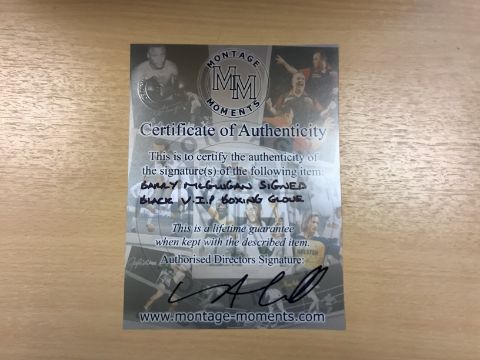 MONTAGE
MM
MOMENTS
Certificate of Authenticity
This is to certify the authenticity of
the signature(s) of the following item:
BARRY McGUIGAN SIGNED
BLACK V.I.P BOXING GLOVE
This is a lifetime guarantee
when kept with the described item.
Authorised Directors Signature:
www.montage-moments.com